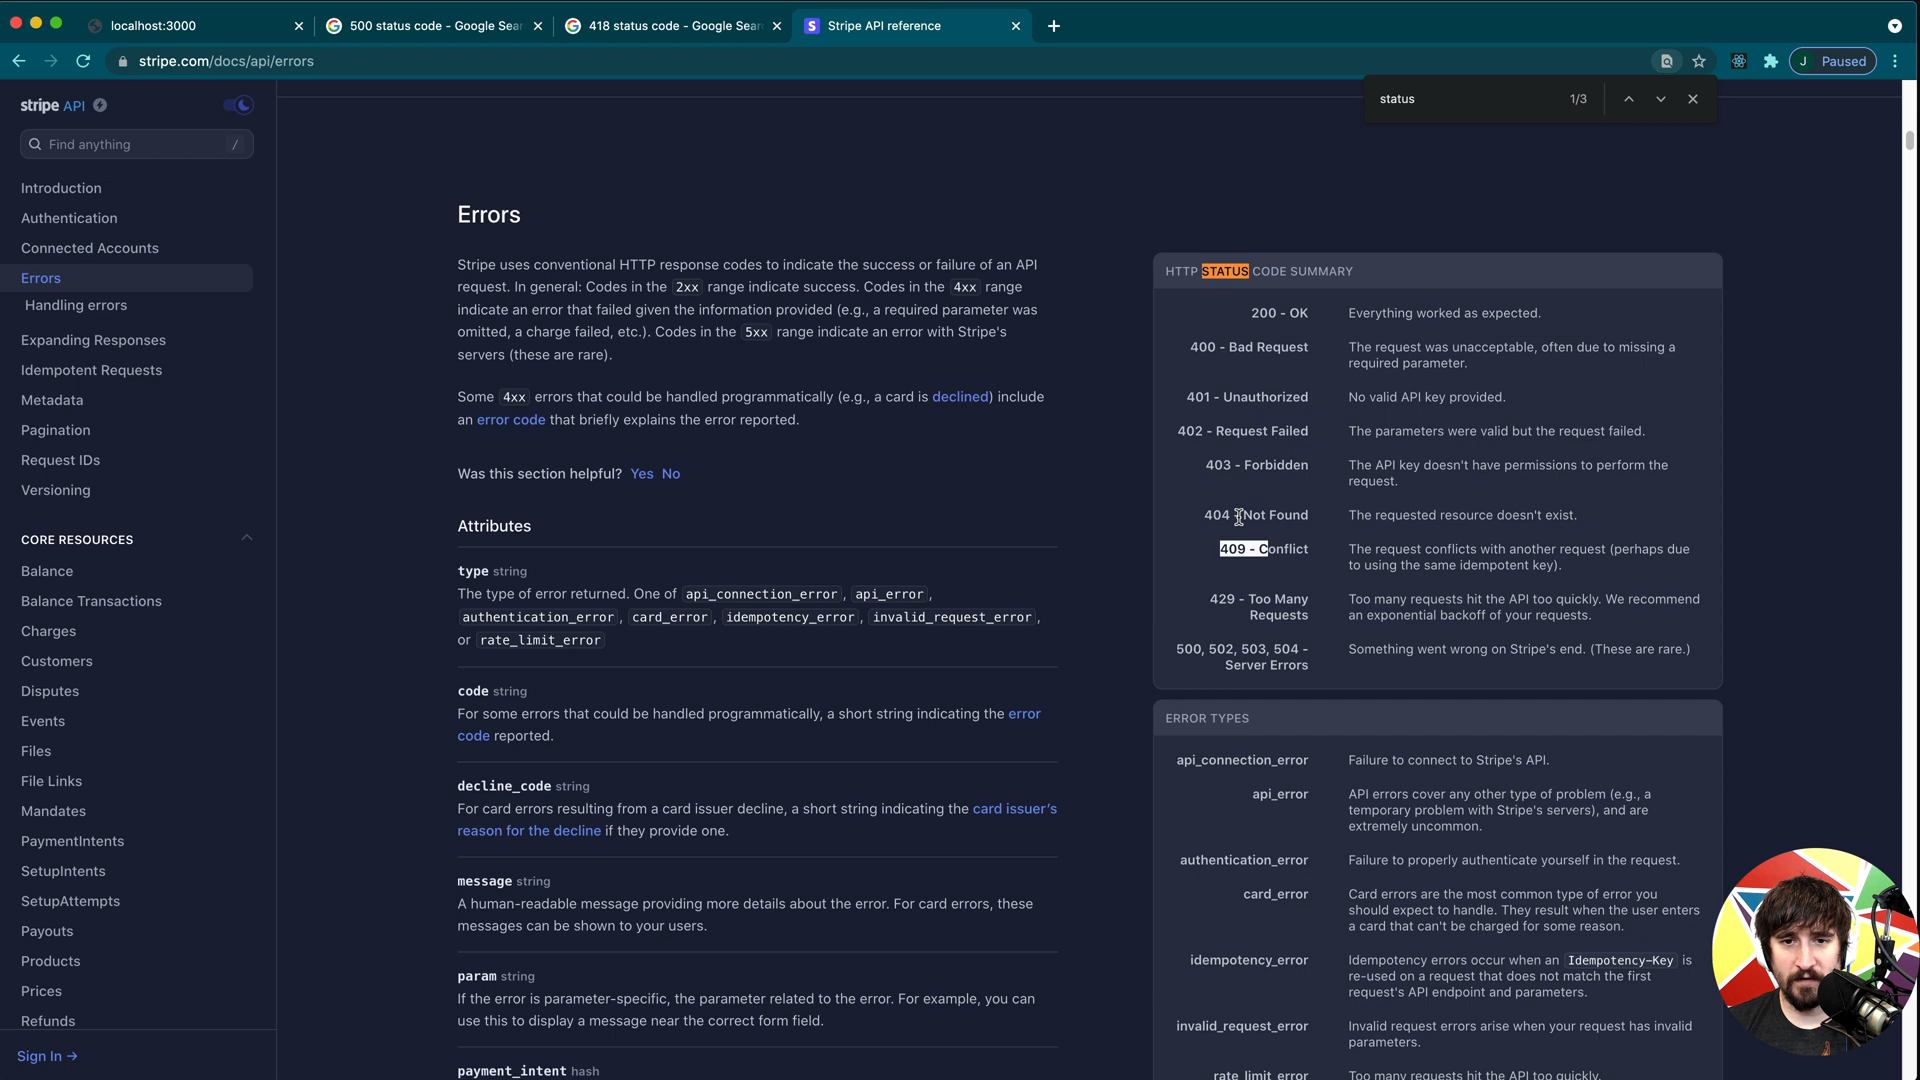 localhost:3000
500 status code - Google Sear
418 status code - Google Sear
Stripe API reference
stripe.com/docs/api/errors
J Paused
status 1/3
stripe API
Find anything /
Introduction
Authentication
Connected Accounts
Errors
Handling errors
Expanding Responses
Idempotent Requests
Metadata
Pagination
Request IDs
Versioning
CORE RESOURCES
Balance
Balance Transactions
Charges
Customers
Disputes
Events
Files
File Links
Mandates
PaymentIntents
SetupIntents
SetupAttempts
Payouts
Products
Prices
Refunds
Sign In →
Errors
Stripe uses conventional HTTP response codes to indicate the success or failure of an API
request. In general: Codes in the 2xx range indicate success. Codes in the 4xx range
indicate an error that failed given the information provided (e.g., a required parameter was
omitted, a charge failed, etc.). Codes in the 5xx range indicate an error with Stripe's
servers (these are rare).
Some 4xx errors that could be handled programmatically (e.g., a card is declined) include
an error code that briefly explains the error reported.
Was this section helpful? Yes No
Attributes
type string
The type of error returned. One of api_connection_error, api_error,
authentication_error, card_error, idempotency_error, invalid_request_error,
or rate_limit_error
code string
For some errors that could be handled programmatically, a short string indicating the error
code reported.
decline_code string
For card errors resulting from a card issuer decline, a short string indicating the card issuer's
reason for the decline if they provide one.
message string
A human-readable message providing more details about the error. For card errors, these
messages can be shown to your users.
param string
If the error is parameter-specific, the parameter related to the error. For example, you can
use this to display a message near the correct form field.
payment_intent hash
HTTP STATUS CODE SUMMARY
200 - OK Everything worked as expected.
400 - Bad Request The request was unacceptable, often due to missing a
required parameter.
401 - Unauthorized No valid API key provided.
402 - Request Failed The parameters were valid but the request failed.
403 - Forbidden The API key doesn't have permissions to perform the
request.
404 - Not Found The requested resource doesn't exist.
409 - Conflict The request conflicts with another request (perhaps due
to using the same idempotent key).
429 - Too Many Too many requests hit the API too quickly. We recommend
Requests an exponential backoff of your requests.
500, 502, 503, 504 - Something went wrong on Stripe's end. (These are rare.)
Server Errors
ERROR TYPES
api_connection_error Failure to connect to Stripe's API.
api_error API errors cover any other type of problem (e.g., a
temporary problem with Stripe's servers), and are
extremely uncommon.
authentication_error Failure to properly authenticate yourself in the request.
card_error Card errors are the most common type of error you
should expect to handle. They result when the user enters
a card that can't be charged for some reason.
idempotency_error Idempotency errors occur when an Idempotency-Key is
re-used on a request that does not match the first
request's API endpoint and parameters.
invalid_request_error Invalid request errors arise when your request has invalid
parameters.
rate_limit_error Too many requests hit the API too quickly.